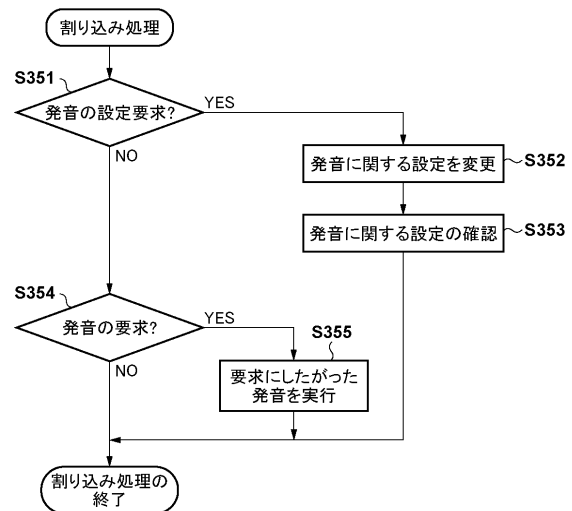 割り込み処理
S351
発音の設定要求?
YES
NO
発音に関する設定を変更
S352
発音に関する設定の確認
S353
S354
発音の要求?
YES
NO
S355
要求にしたがった
発音を実行
割り込み処理の
終了